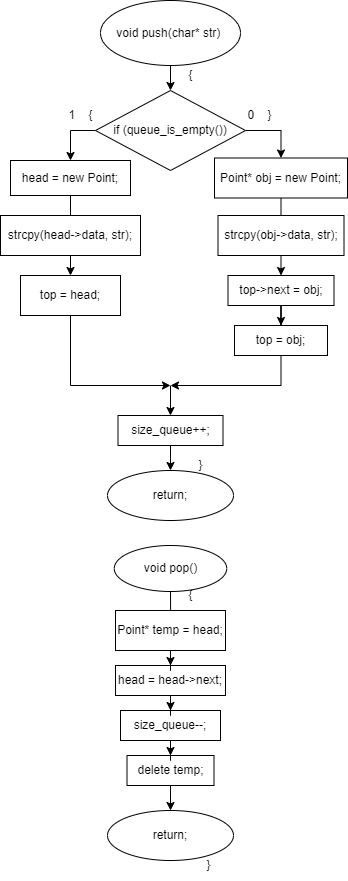 void push(char* str)
{
if (queue_is_empty())
1 {
0 }
head = new Point;
Point* obj = new Point;
strcpy(head->data, str);
strcpy(obj->data, str);
top = head;
top->next = obj;
top = obj;
size_queue++;
}
return;
void pop()
{
Point* temp = head;
head = head->next;
size_queue--;
delete temp;
return;
}